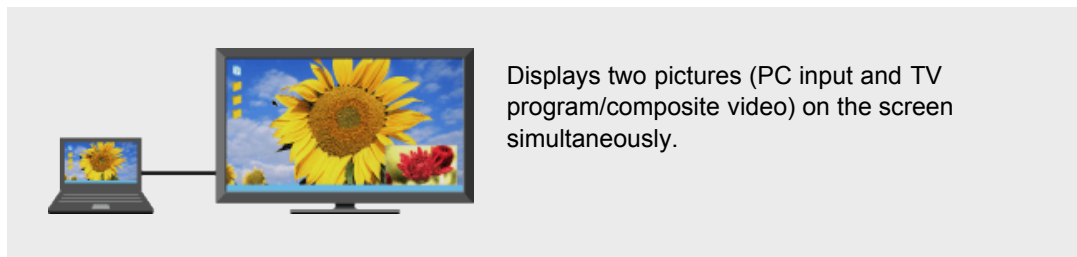 Displays two pictures (PC input and TV
program/composite video) on the screen
simultaneously.